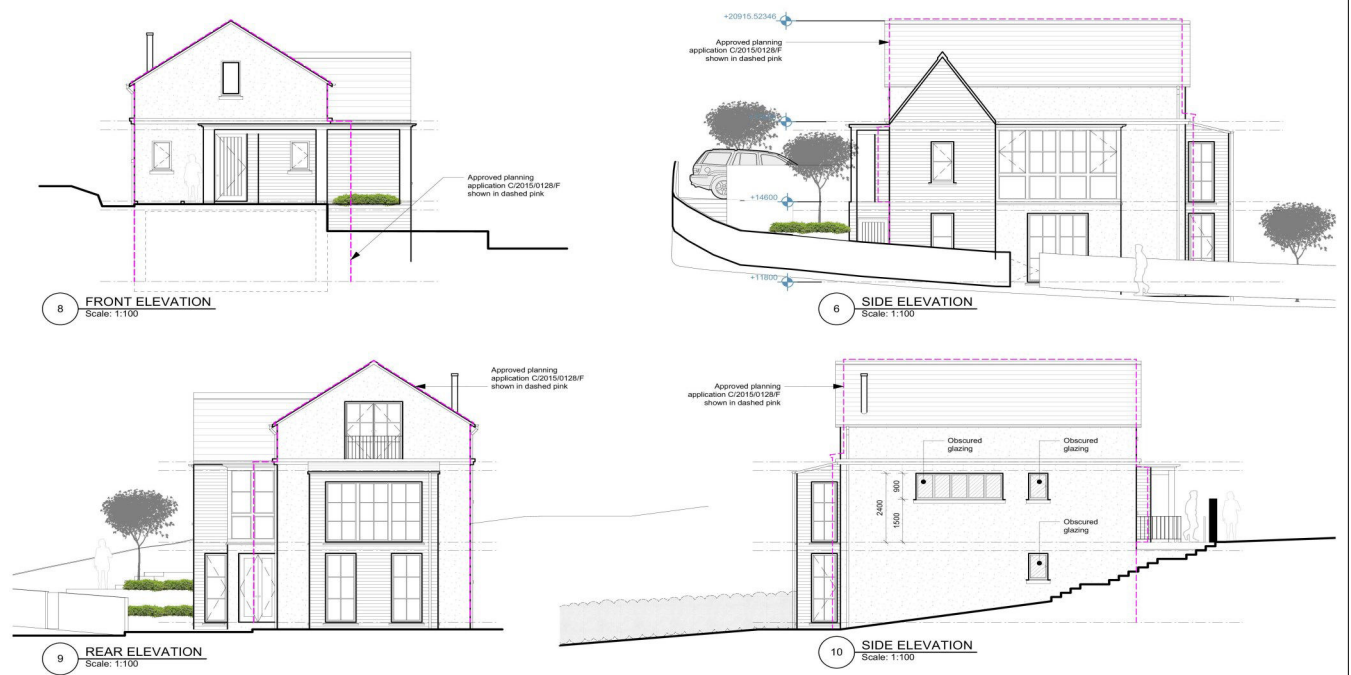 Approved planning
application C/2015/0128/F
shown in dashed pink
8
FRONT ELEVATION
Scale: 1:100
+20915.52346
Approved planning
application C/2015/0128/F
shown in dashed pink
+14600
+11800
6
SIDE ELEVATION
Scale: 1:100
Approved planning
application C/2015/0128/F
shown in dashed pink
9
REAR ELEVATION
Scale: 1:100
Approved planning
application C/2015/0128/F
shown in dashed pink
Obscured
glazing
Obscured
glazing
2400
900
1500
Obscured
glazing
10
SIDE ELEVATION
Scale: 1:100